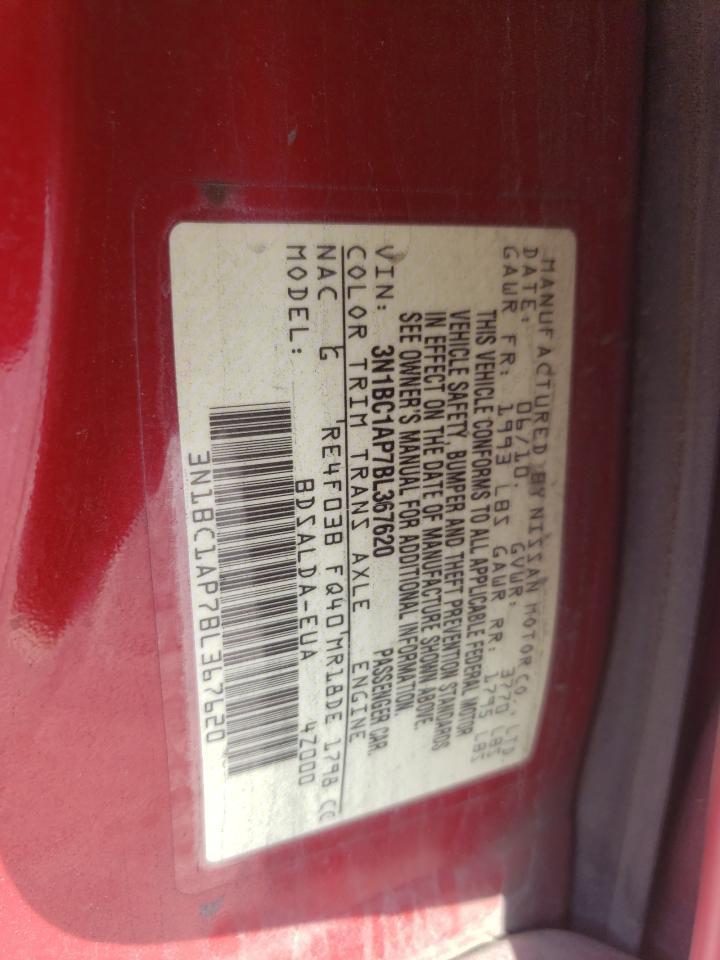 MANUFACTURED BY NISSAN MOTOR CO., LTD
DATE: 06/10 GVWR: 3770 LBS
GAWR FR: 1993 LBS GAWR RR: 1795 LBS
THIS VEHICLE CONFORMS TO ALL APPLICABLE FEDERAL MOTOR
VEHICLE SAFETY, BUMPER AND THEFT PREVENTION STANDARDS
IN EFFECT ON THE DATE OF MANUFACTURE SHOWN ABOVE.
SEE OWNER'S MANUAL FOR ADDTIONAL INFORMATION.
VIN: 3N1BC1AP7BL367620 PASSENGER CAR.
COLOR TRIM TRANS AXLE ENGINE
NAC G RE4F03B FQ40 MR18DE 1798 CC
MODEL: BDSALDA-EUA 4Z000
3N1BC1AP7BL367620